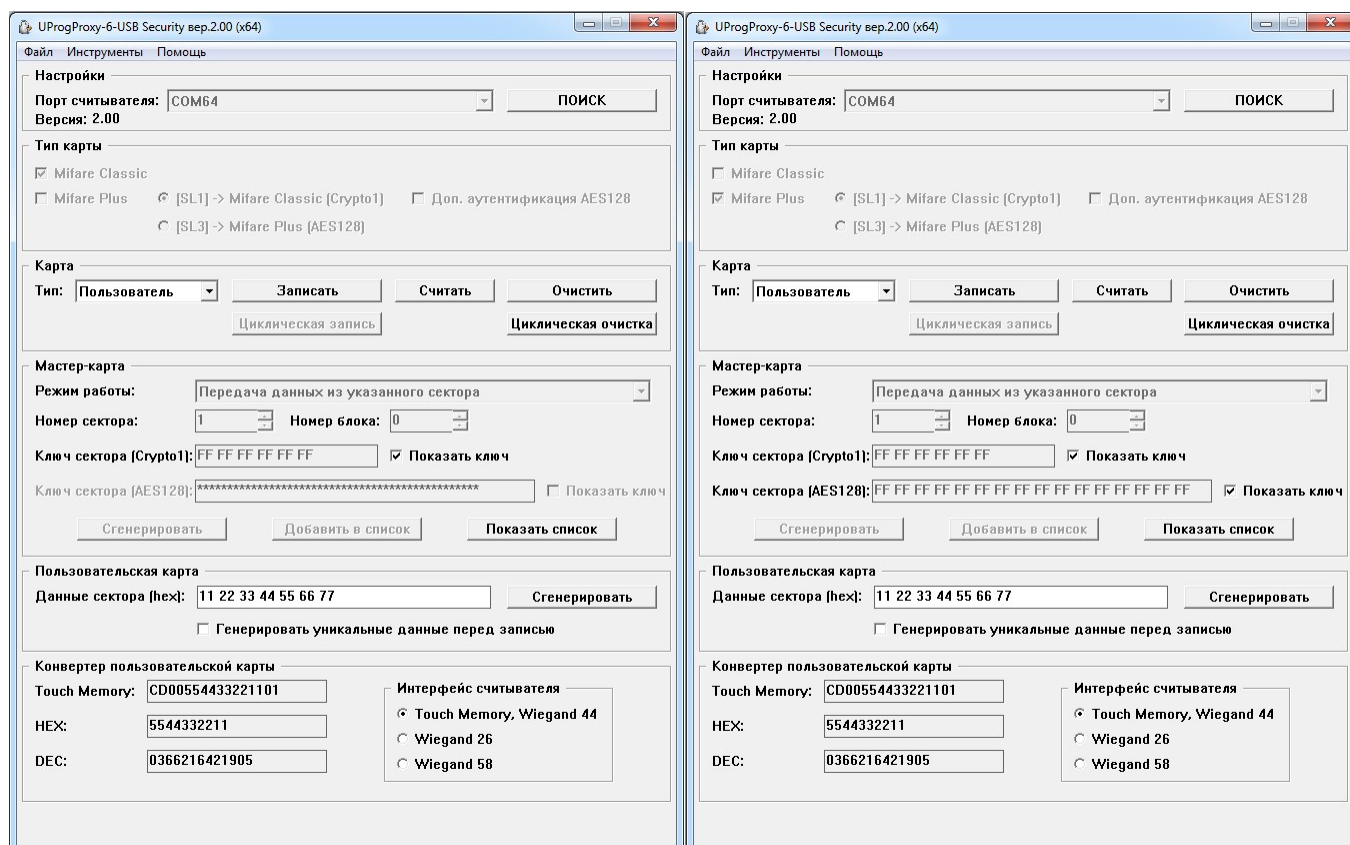 UProgProxy-6-USB Security вер.2.00 (x64)
Файл Инструменты Помощь
Настройки
Порт считывателя: COM64 ПОИСК
Версия: 2.00
Тип карты
Mifare Classic
Mifare Plus [SL1] -> Mifare Classic (Crypto1) Доп. аутентификация AES128
[SL3] -> Mifare Plus (AES128)
Карта
Тип: Пользователь Записать Считать Очистить
Циклическая запись Циклическая очистка
Мастер-карта
Режим работы: Передача данных из указанного сектора
Номер сектора: 1 Номер блока: 0
Ключ сектора (Crypto1): FF FF FF FF FF FF Показать ключ
Ключ сектора (AES128): *********************************************** Показать ключ
Сгенерировать Добавить в список Показать список
Пользовательская карта
Данные сектора (hex): 11 22 33 44 55 66 77 Сгенерировать
Генерировать уникальные данные перед записью
Конвертер пользовательской карты
Touch Memory: CD00554433221101
HEX: 5544332211
DEC: 0366216421905
Интерфейс считывателя
Touch Memory, Wiegand 44
Wiegand 26
Wiegand 58
UProgProxy-6-USB Security вер.2.00 (x64)
Файл Инструменты Помощь
Настройки
Порт считывателя: COM64 ПОИСК
Версия: 2.00
Тип карты
Mifare Classic
Mifare Plus [SL1] -> Mifare Classic (Crypto1) Доп. аутентификация AES128
[SL3] -> Mifare Plus (AES128)
Карта
Тип: Пользователь Записать Считать Очистить
Циклическая запись Циклическая очистка
Мастер-карта
Режим работы: Передача данных из указанного сектора
Номер сектора: 1 Номер блока: 0
Ключ сектора (Crypto1): FF FF FF FF FF FF Показать ключ
Ключ сектора (AES128): FF FF FF FF FF FF FF FF FF FF FF FF FF FF FF FF Показать ключ
Сгенерировать Добавить в список Показать список
Пользовательская карта
Данные сектора (hex): 11 22 33 44 55 66 77 Сгенерировать
Генерировать уникальные данные перед записью
Конвертер пользовательской карты
Touch Memory: CD00554433221101
HEX: 5544332211
DEC: 0366216421905
Интерфейс считывателя
Touch Memory, Wiegand 44
Wiegand 26
Wiegand 58